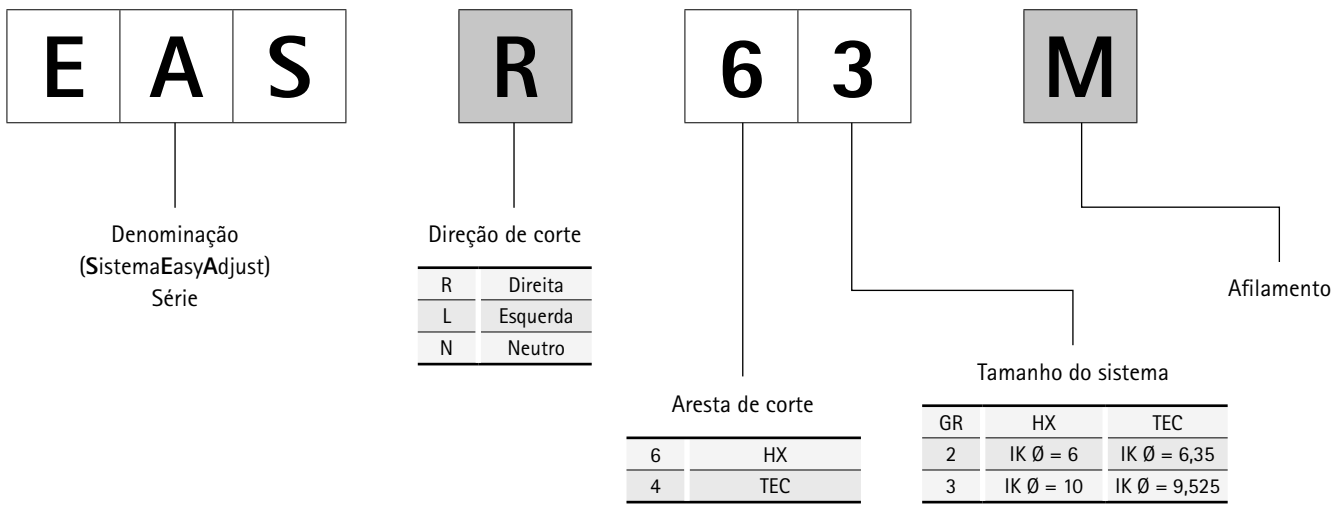 E A S R 6 3 M
Denominação
(SistemaEasyAdjust)
Série
Direção de corte
R Direita
L Esquerda
N Neutro
Aresta de corte
6 HX
4 TEC
Tamanho do sistema
GR HX TEC
2 IK Ø = 6 IK Ø = 6,35
3 IK Ø = 10 IK Ø = 9,525
Afilamento